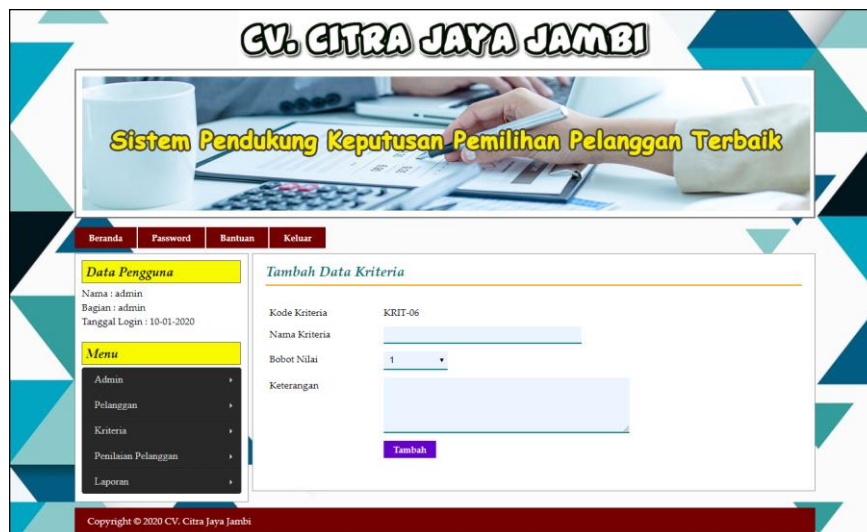 CV. CITRA JAYA JAMBI
Sistem Pendukung Keputusan Pemilihan Pelanggan Terbaik
Beranda Password Bantuan Keluar
Data Pengguna
Nama : admin
Bagian : admin
Tanggal Login : 10-01-2020
Menu
Admin
Pelanggan
Kriteria
Penilaian Pelanggan
Laporan
Tambah Data Kriteria
Kode Kriteria KRIT-06
Nama Kriteria
Bobot Nilai 1
Keterangan
Tambah
Copyright © 2020 CV. Citra Jaya Jambi